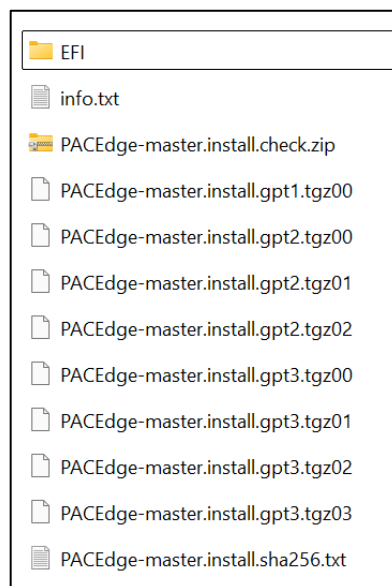 EFI
info.txt
PACEdge-master.install.check.zip
PACEdge-master.install.gpt1.tgz00
PACEdge-master.install.gpt2.tgz00
PACEdge-master.install.gpt2.tgz01
PACEdge-master.install.gpt2.tgz02
PACEdge-master.install.gpt3.tgz00
PACEdge-master.install.gpt3.tgz01
PACEdge-master.install.gpt3.tgz02
PACEdge-master.install.gpt3.tgz03
PACEdge-master.install.sha256.txt